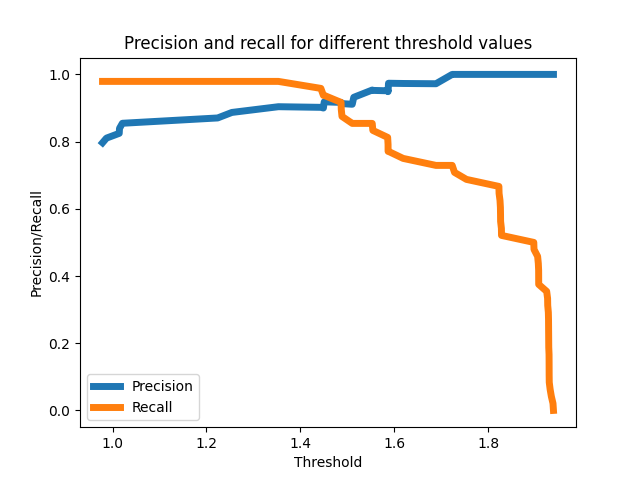 Precision and recall for different threshold values
Precision/Recall
1.0
0.8
0.6
0.4
0.2
0.0
Precision
Recall
1.0 1.2 1.4 1.6 1.8
Threshold